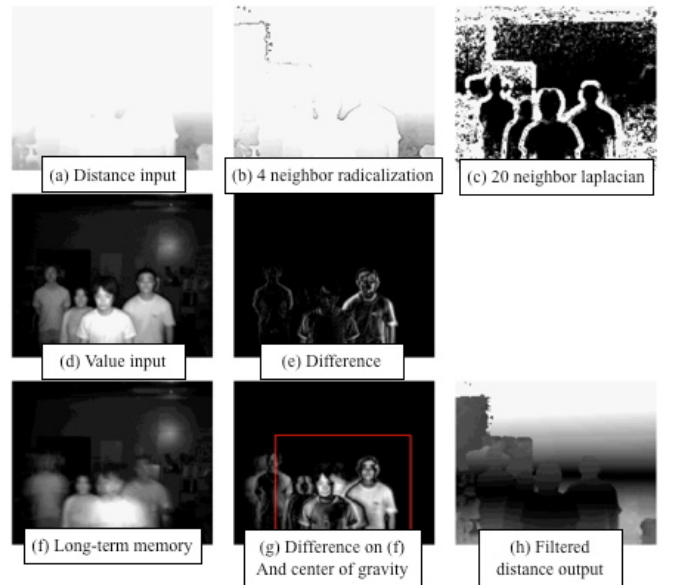 (a) Distance input
(b) 4 neighbor radicalization
(c) 20 neighbor laplacian
(d) Value input
(e) Difference
(f) Long-term memory
(g) Difference on (f)
And center of gravity
(h) Filtered
distance output